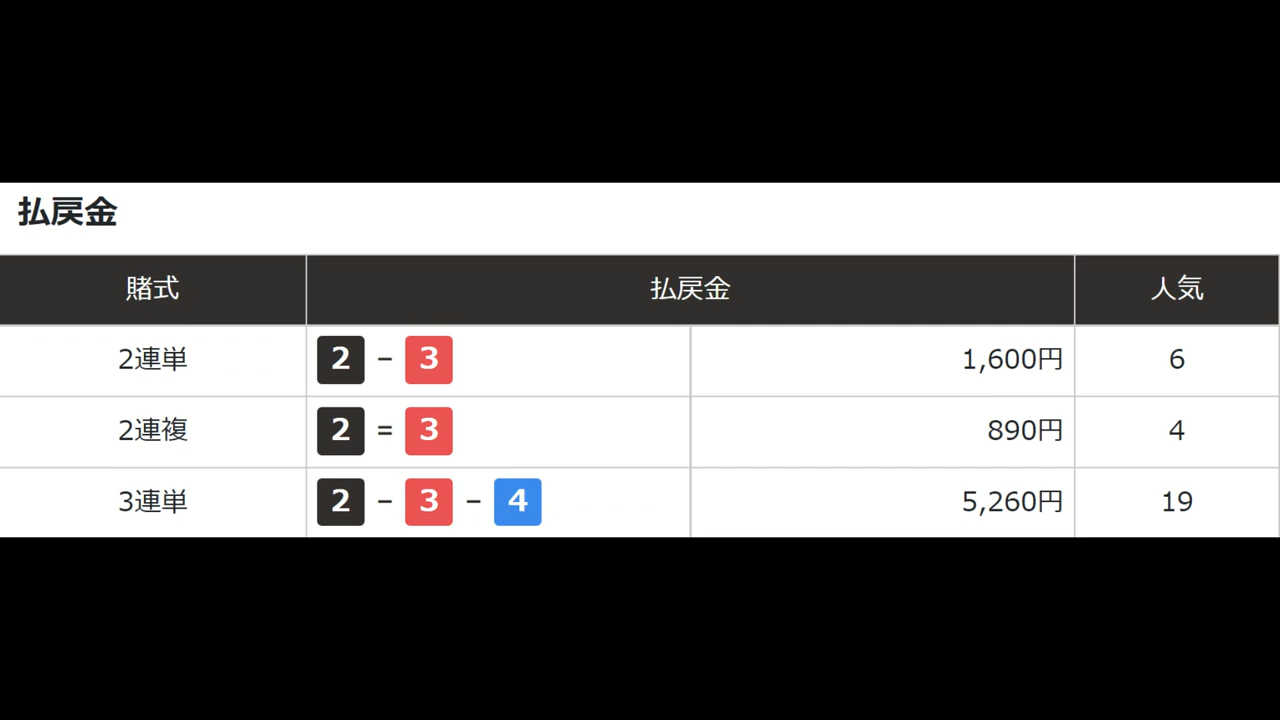 払戻金
賭式 払戻金 人気
2連単 2 - 3 1,600円 6
2連複 2 = 3 890円 4
3連単 2 - 3 - 4 5,260円 19